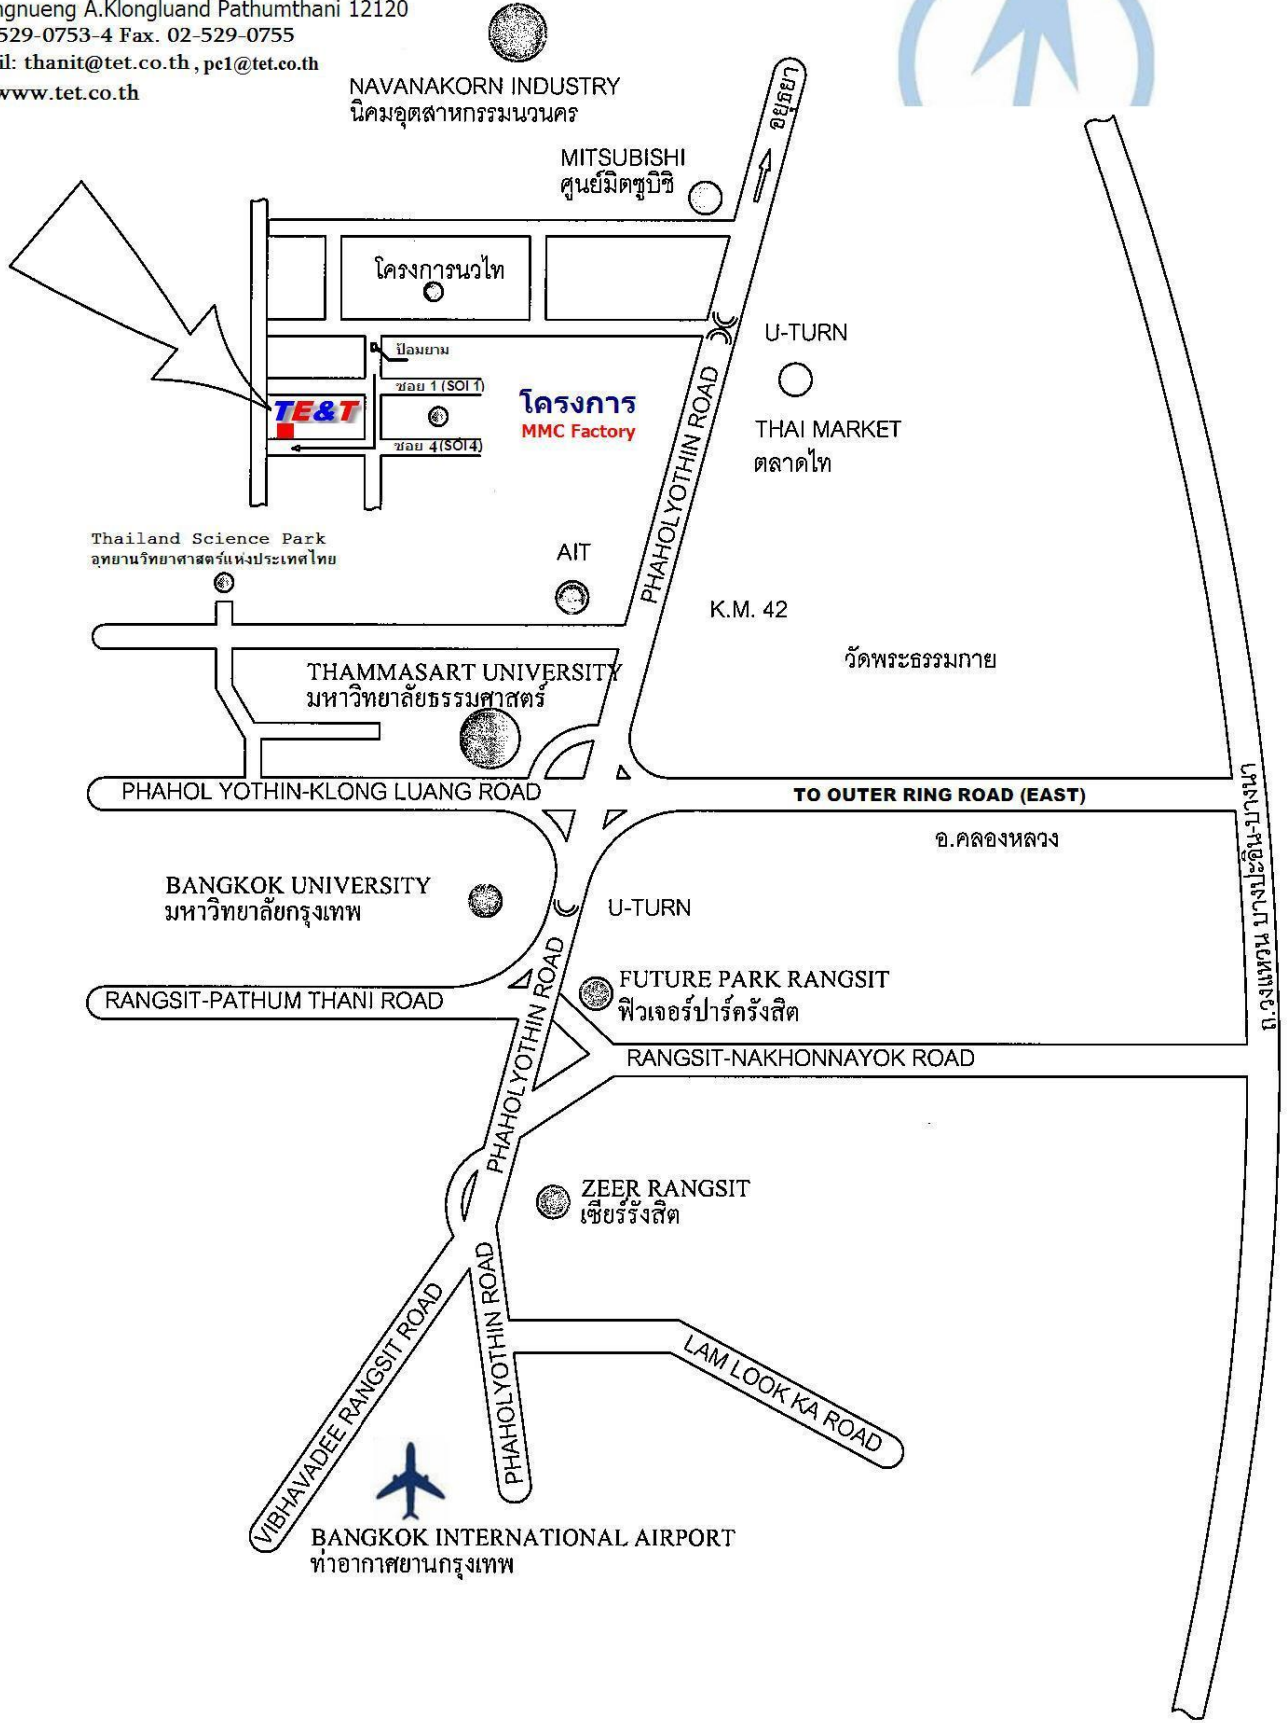 ngnueng A.Klongluand Pathumthani 12120
529-0753-4 Fax. 02-529-0755
il: thanit@tet.co.th , pc1@tet.co.th
www.tet.co.th
NAVANAKORN INDUSTRY
นิคมอุตสาหกรรมนวนคร
อยุธยา
MITSUBISHI
ศูนย์มิตซูบิชิ
โครงการนวไท
U-TURN
ป้อมยาม
ซอย 1 (SOI 1)
TE&T
โครงการ
MMC Factory
ซอย 4 (SOI 4)
THAI MARKET
ตลาดไท
PHAHOLYOTHIN ROAD
Thailand Science Park
อุทยานวิทยาศาสตร์แห่งประเทศไทย
AIT
K.M. 42
วัดพระธรรมกาย
THAMMASART UNIVERSITY
มหาวิทยาลัยธรรมศาสตร์
PHAHOL YOTHIN-KLONG LUANG ROAD
TO OUTER RING ROAD (EAST)
อ.คลองหลวง
ถ.วงแหวน บางปะอิน-บางนา
BANGKOK UNIVERSITY
มหาวิทยาลัยกรุงเทพ
U-TURN
FUTURE PARK RANGSIT
ฟิวเจอร์ปาร์ครังสิต
RANGSIT-PATHUM THANI ROAD
PHAHOLYOTHIN ROAD
RANGSIT-NAKHONNAYOK ROAD
ZEER RANGSIT
เซียร์รังสิต
VIBHAVADEE RANGSIT ROAD
PHAHOLYOTHIN ROAD
LAM LOOK KA ROAD
BANGKOK INTERNATIONAL AIRPORT
ท่าอากาศยานกรุงเทพ